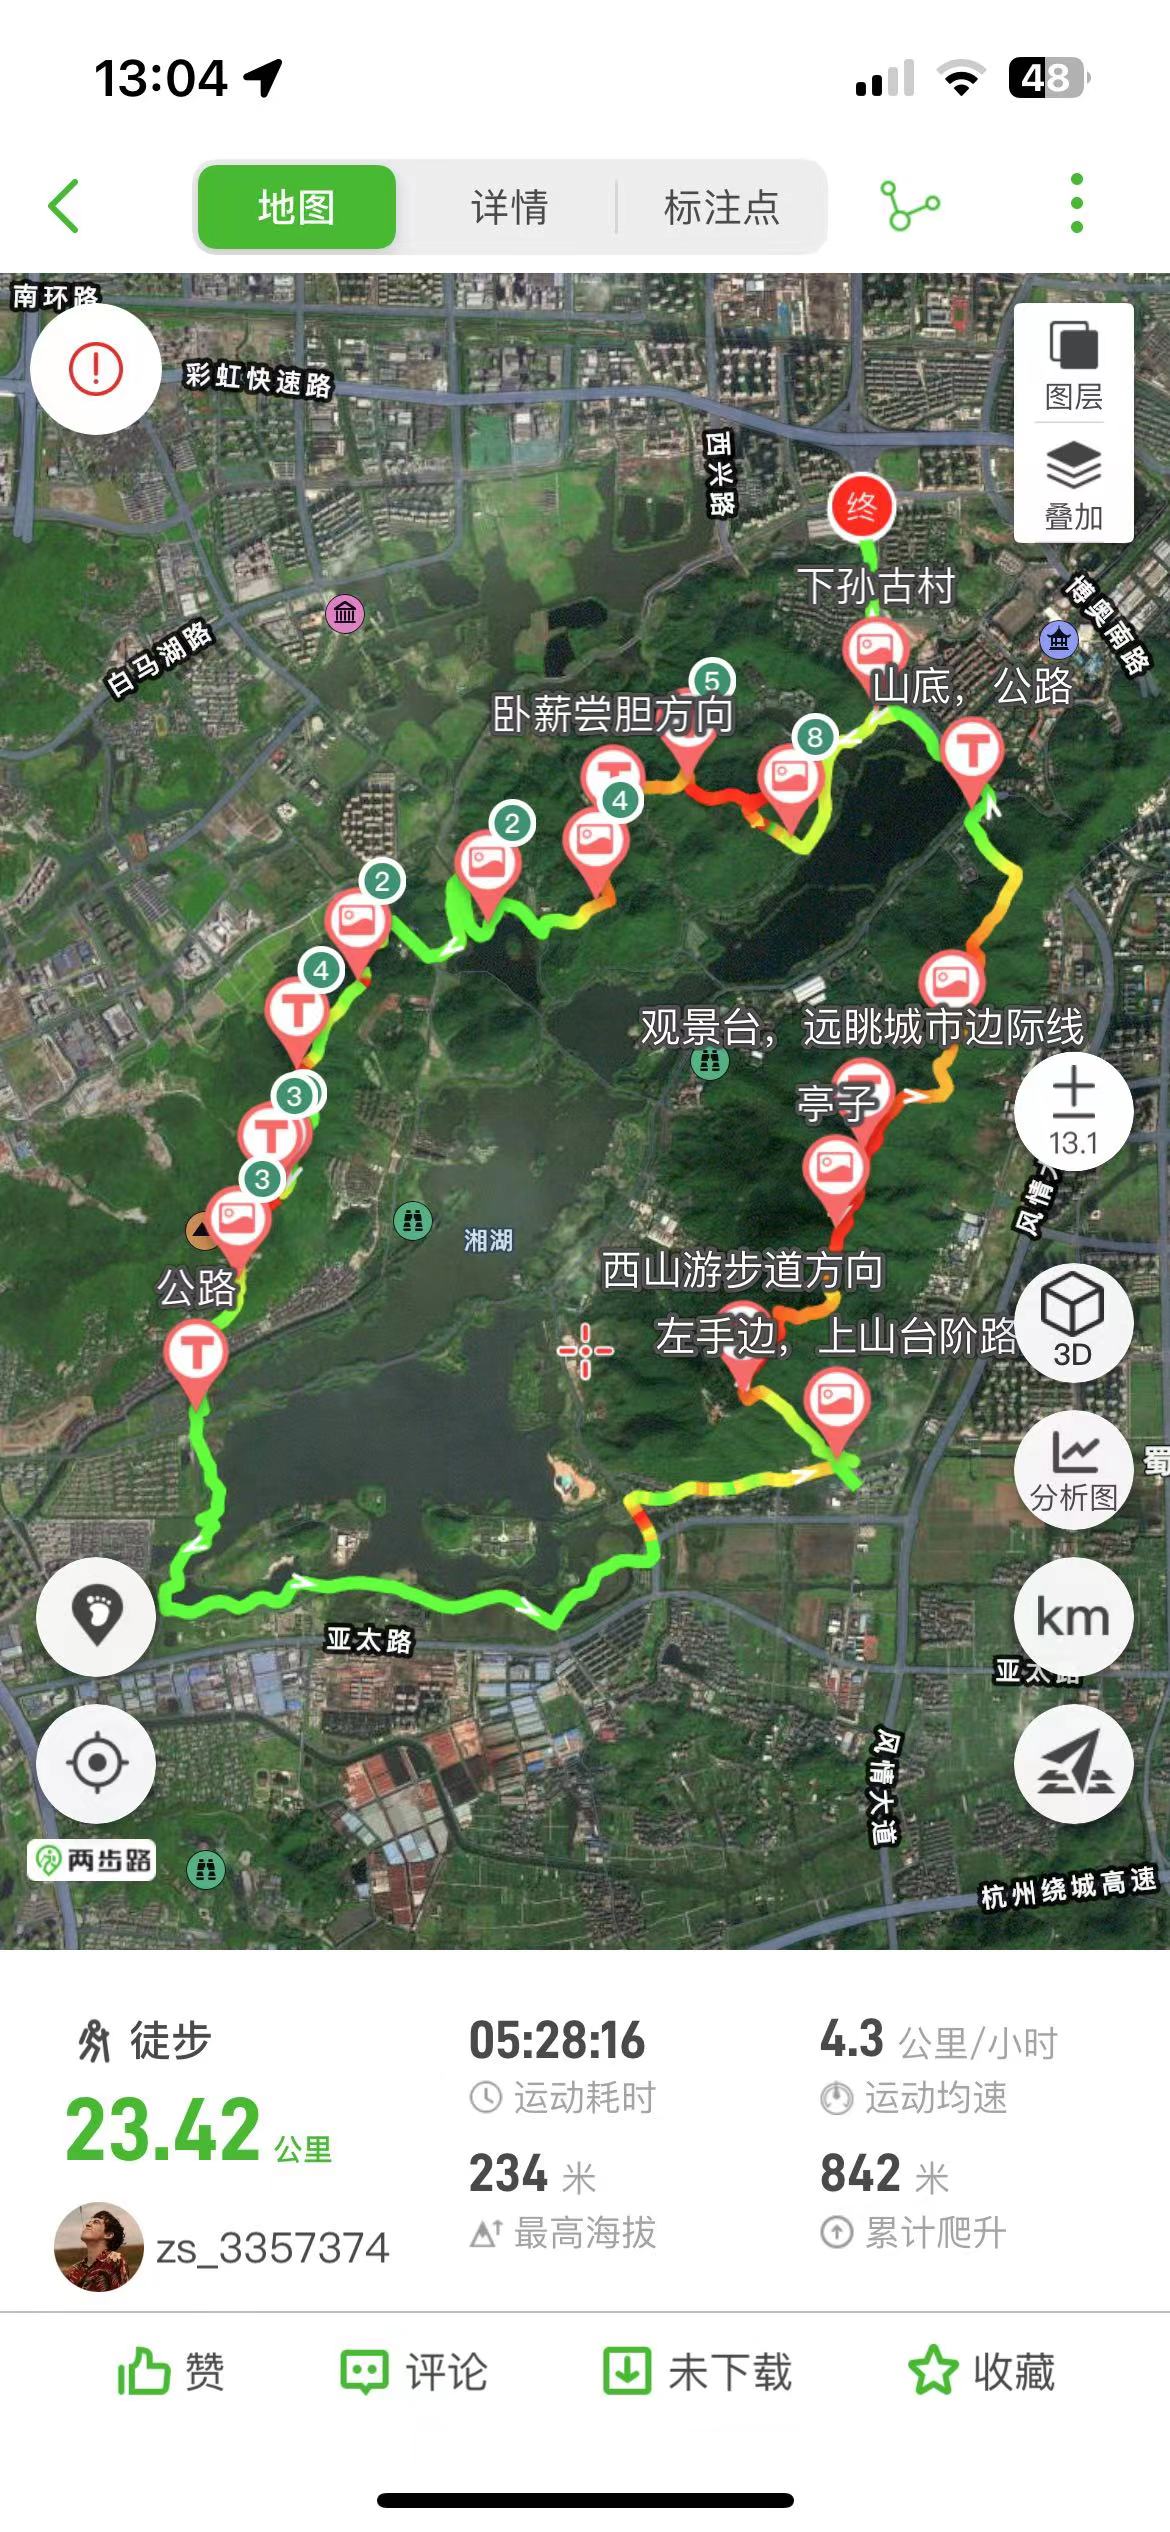 13:04
48
地图
详情
标注点
南环路
彩虹快速路
图层
西兴路
终
叠加
下孙古村
博奥南路
白马湖路
山底，公路
5
卧薪尝胆方向
8
T
T
4
2
2
4
T
观景台，远眺城市边际线
亭子
3
T
13.1
3
风情大
湘湖
西山游步道方向
公路
左手边，上山台阶路
T
3D
蜀
分析图
km
亚太路
亚太路
风情大道
两步路
杭州绕城高速
徒步
05:28:16
4.3 公里/小时
运动耗时
运动均速
23.42 公里
234 米
842 米
最高海拔
累计爬升
zs_3357374
赞
评论
未下载
收藏